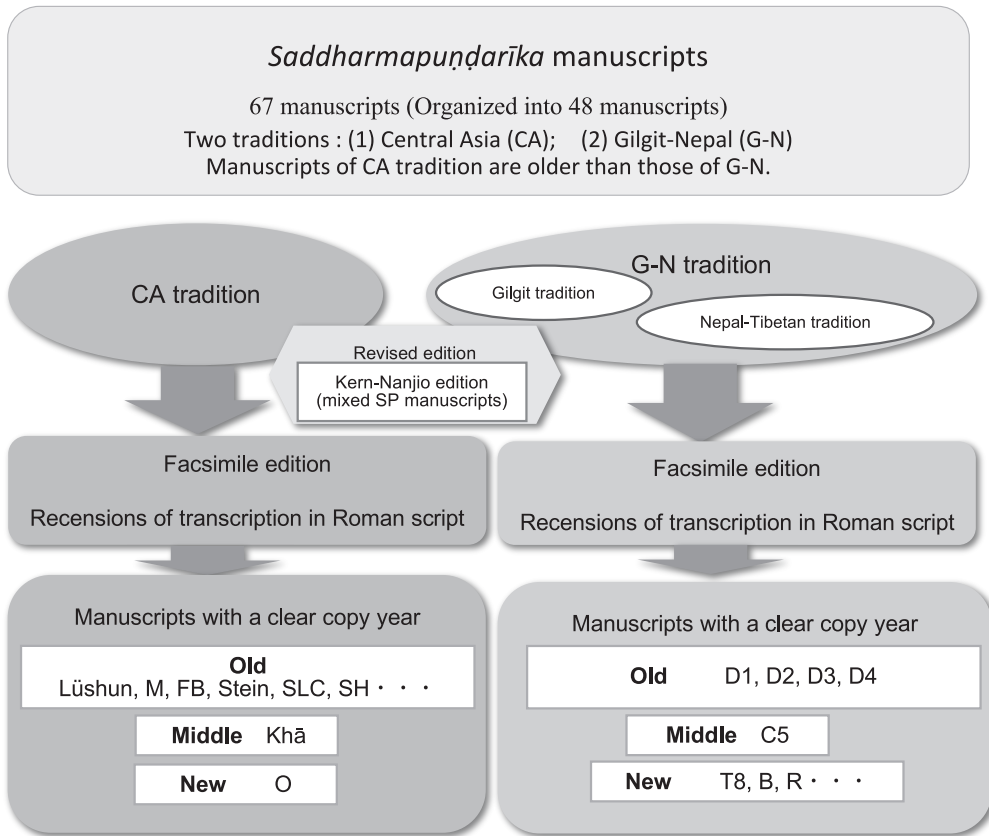 Saddharmapuṇḍarīka manuscripts
67 manuscripts (Organized into 48 manuscripts)
Two traditions : (1) Central Asia (CA); (2) Gilgit-Nepal (G-N)
Manuscripts of CA tradition are older than those of G-N.
CA tradition
G-N tradition
Gilgit tradition
Nepal-Tibetan tradition
Revised edition
Kern-Nanjio edition
(mixed SP manuscripts)
Facsimile edition
Recensions of transcription in Roman script
Facsimile edition
Recensions of transcription in Roman script
Manuscripts with a clear copy year
Old
Lüshun, M, FB, Stein, SLC, SH・・・
Middle Khā
New O
Manuscripts with a clear copy year
Old D1, D2, D3, D4
Middle C5
New T8, B, R・・・